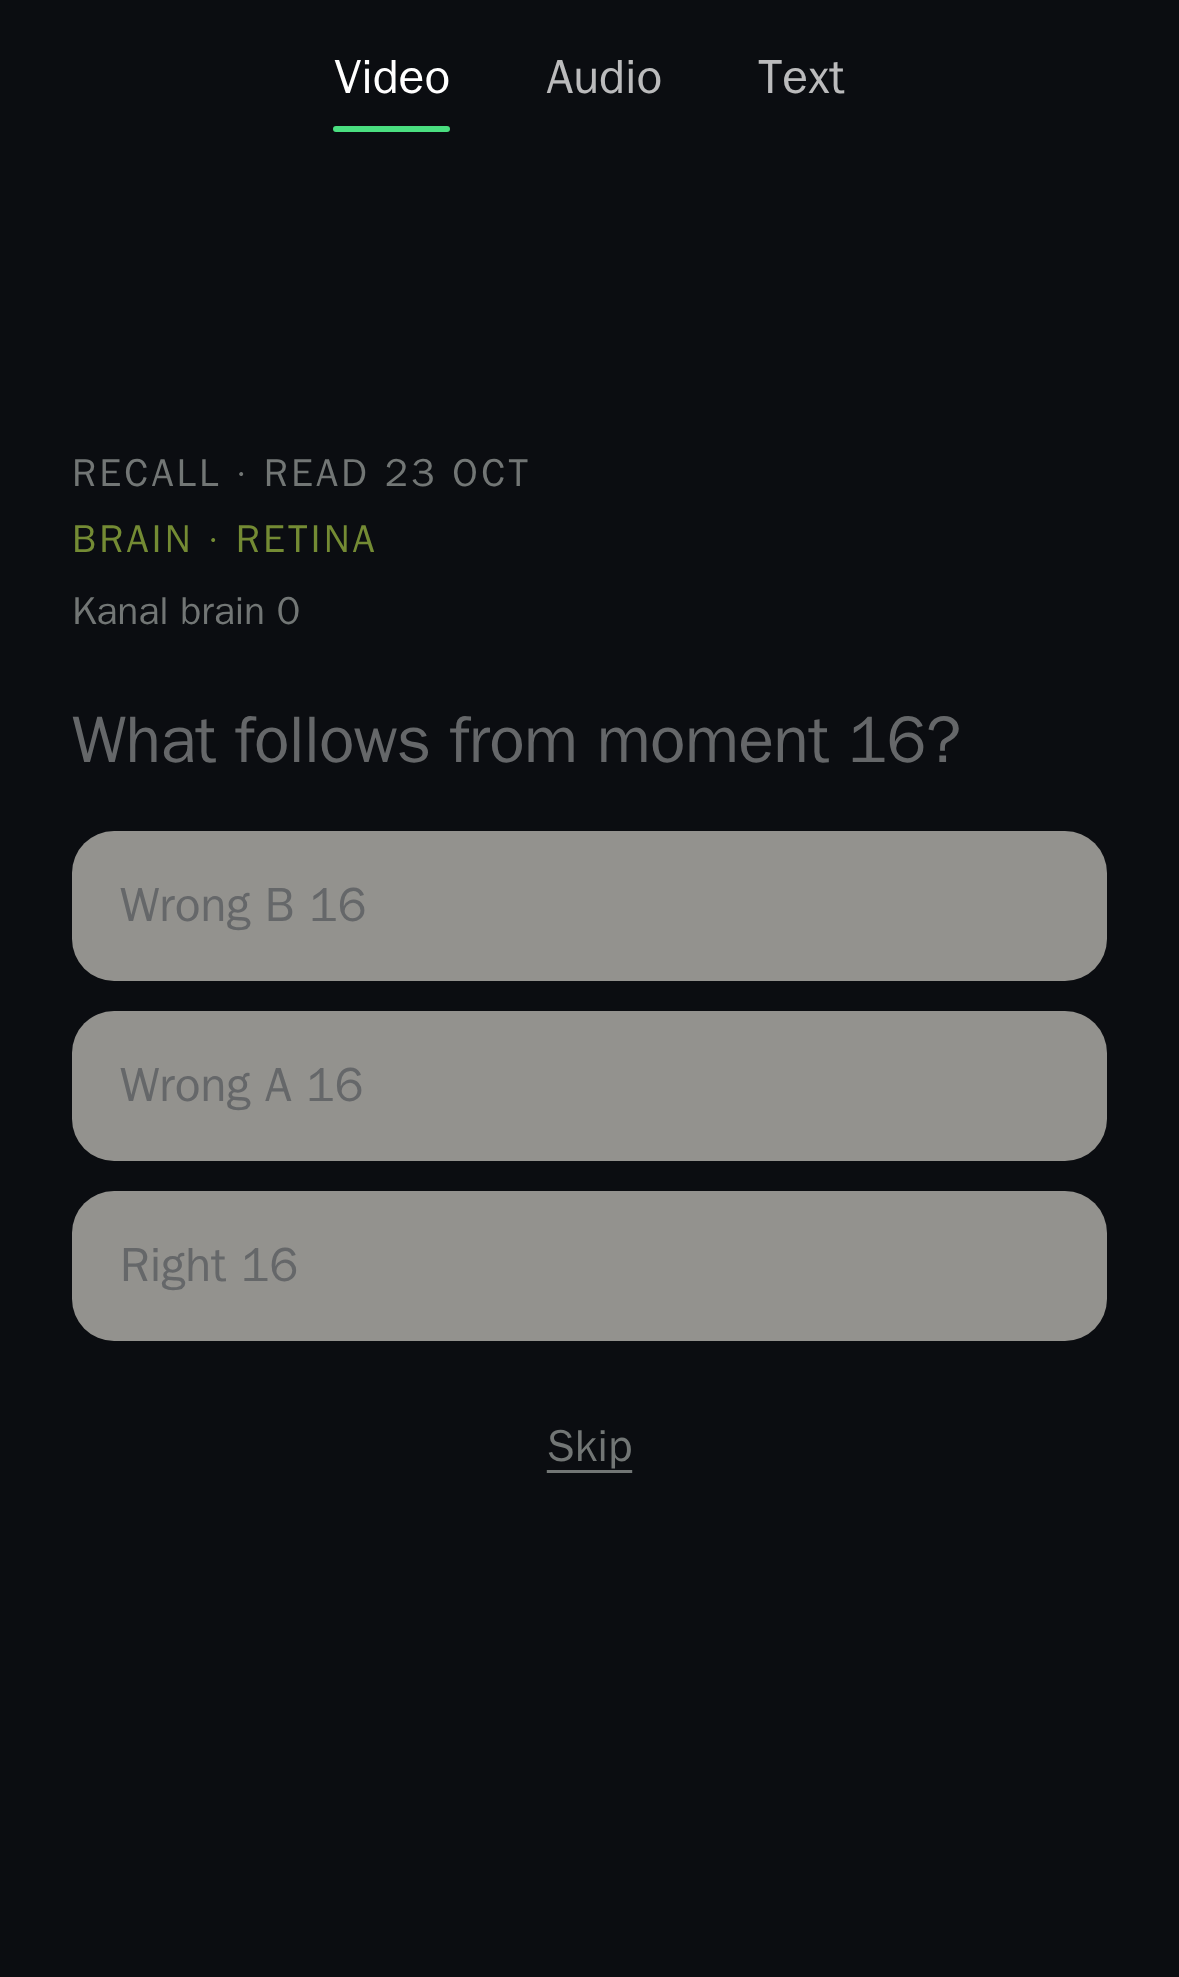 Video Audio Text
RECALL · READ 23 OCT
BRAIN · RETINA
Kanal brain 0
What follows from moment 16?
Wrong B 16
Wrong A 16
Right 16
Skip